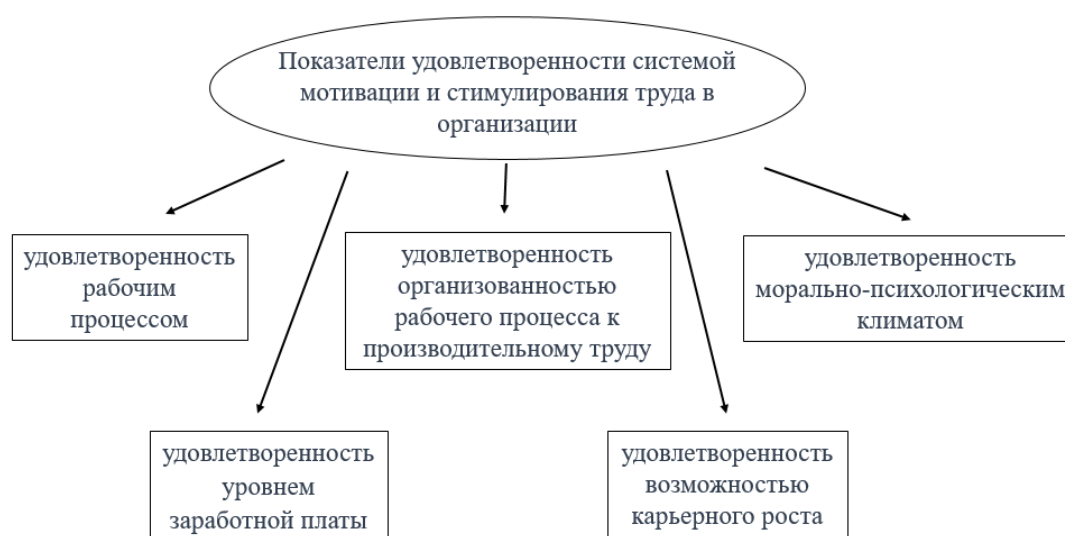 Показатели удовлетворенности системой
мотивации и стимулирования труда в
организации
удовлетворенность
рабочим
процессом
удовлетворенность
организованностью
рабочего процесса к
производительному труду
удовлетворенность
морально-психологическим
климатом
удовлетворенность
уровнем
заработной платы
удовлетворенность
возможностью
карьерного роста